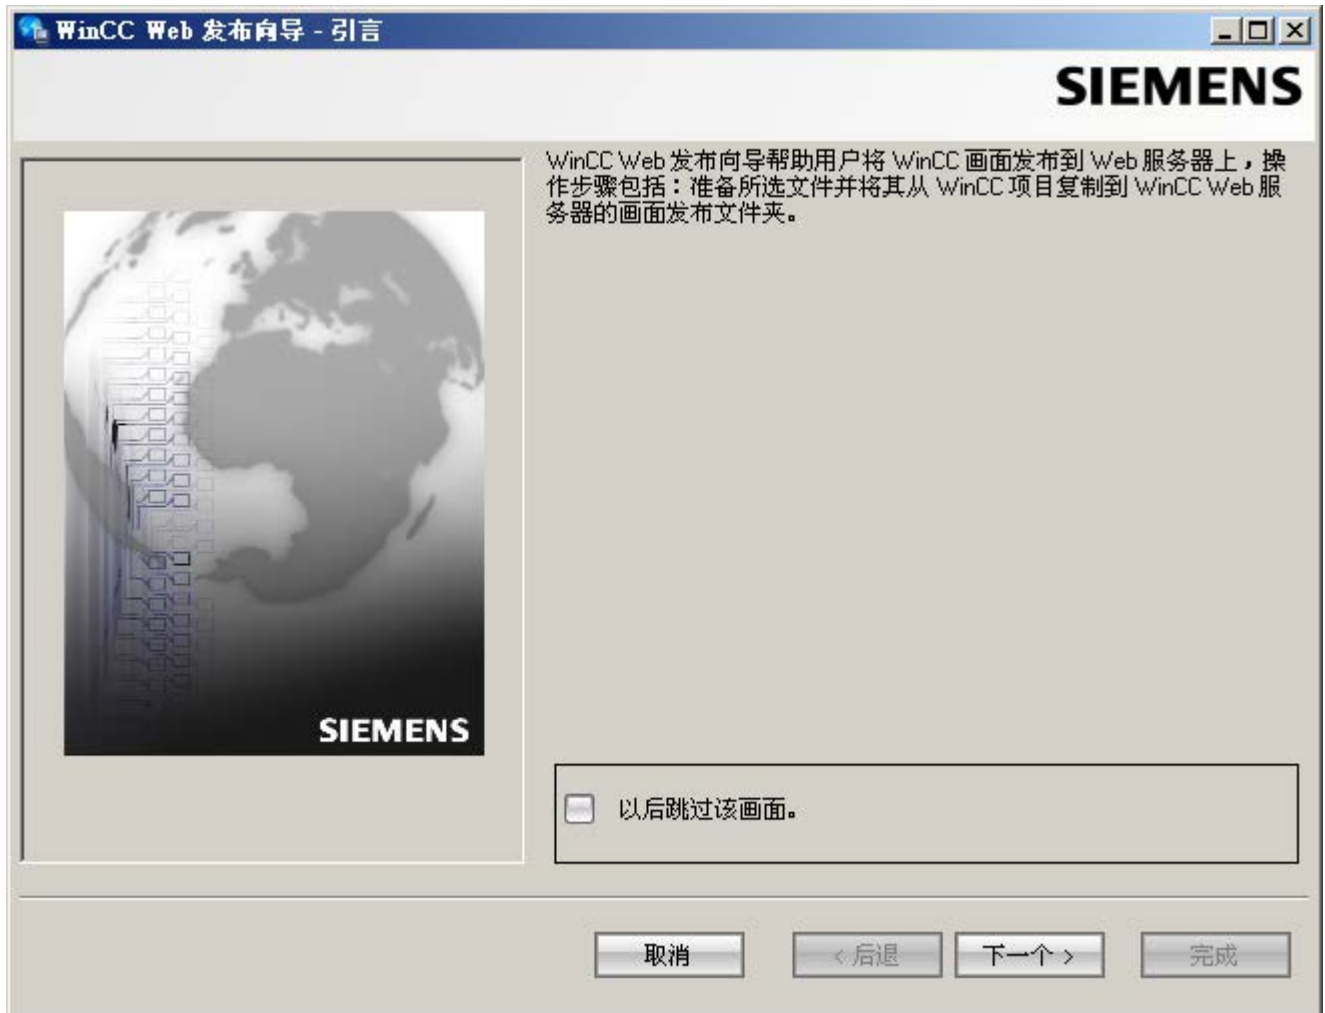 WinCC Web 发布向导 - 引言
SIEMENS
WinCC Web 发布向导帮助用户将 WinCC 画面发布到 Web 服务器上，操
作步骤包括：准备所选文件并将其从 WinCC 项目复制到 WinCC Web 服
务器的画面发布文件夹。
SIEMENS
以后跳过该画面。
取消
< 后退
下一个 >
完成